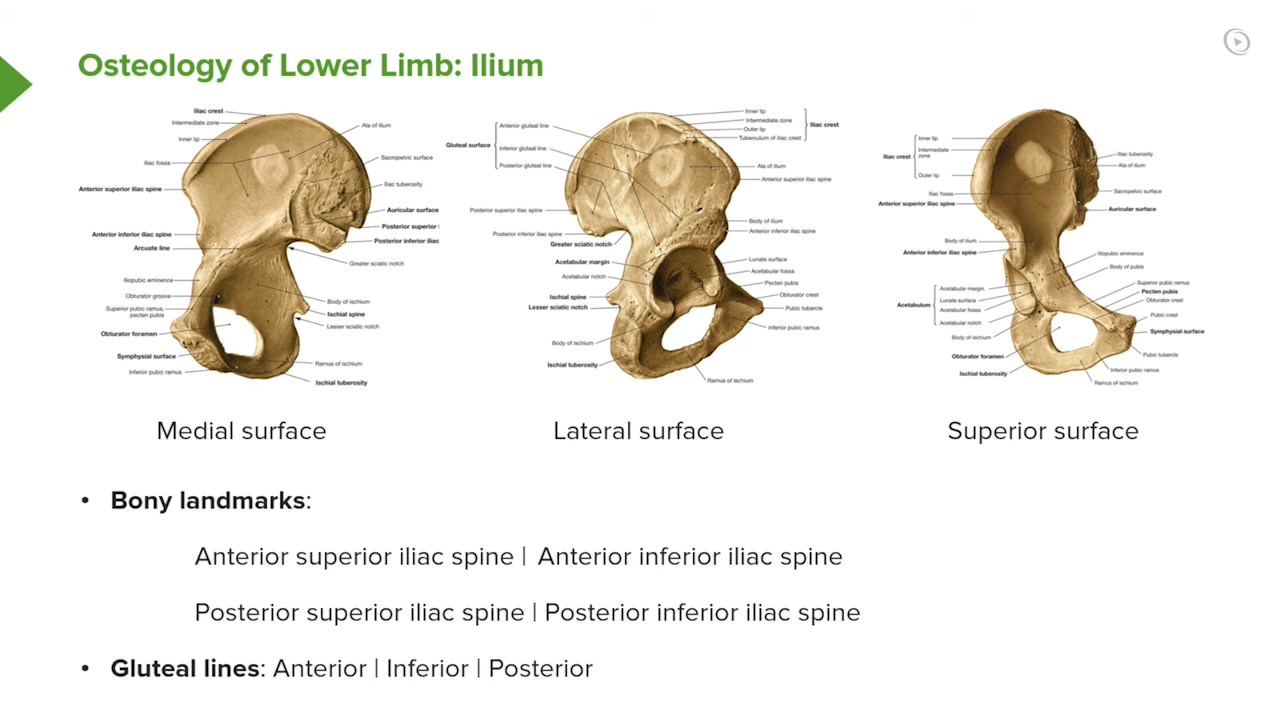 Osteology of Lower Limb: Ilium
Iliac crest
Intermediate zone
Inner lip
Iliac fossa
Anterior superior iliac spine
Anterior inferior iliac spine
Arcuate line
Iliopubic eminence
Obturator groove
Superior pubic ramus,
pecten pubis
Obturator foramen
Symphysial surface
Inferior pubic ramus
Ala of ilium
Sacropelvic surface
Iliac tuberosity
Auricular surface
Posterior superior i
Posterior inferior iliac
Greater sciatic notch
Body of ischium
Ischial spine
Lesser sciatic notch
Ramus of ischium
Ischial tuberosity
Medial surface
Gluteal surface
Anterior gluteal line
Inferior gluteal line
Posterior gluteal line
Posterior superior iliac spine
Posterior inferior iliac spine
Greater sciatic notch
Acetabular margin
Acetabular notch
Ischial spine
Lesser sciatic notch
Body of ischium
Ischial tuberosity
Inner lip
Intermediate zone
Outer lip
Tuberculum of iliac crest
Iliac crest
Ala of ilium
Anterior superior iliac spine
Body of ilium
Anterior inferior iliac spine
Lunate surface
Acetabular fossa
Pecten pubis
Obturator crest
Pubic tubercle
Inferior pubic ramus
Ramus of ischium
Lateral surface
Iliac crest
Inner lip
Intermediate
zone
Outer lip
Iliac fossa
Anterior superior iliac spine
Body of ilium
Anterior inferior iliac spine
Acetabulum
Acetabular margin
Lunate surface
Acetabular fossa
Acetabular notch
Body of ischium
Obturator foramen
Ischial tuberosity
Iliac tuberosity
Ala of ilium
Sacropelvic surface
Auricular surface
Iliopubic eminence
Body of pubis
Superior pubic ramus
Pecten pubis
Obturator crest
Pubic crest
Symphysial surface
Pubic tubercle
Inferior pubic ramus
Ramus of ischium
Superior surface
• Bony landmarks:
Anterior superior iliac spine | Anterior inferior iliac spine
Posterior superior iliac spine | Posterior inferior iliac spine
• Gluteal lines: Anterior | Inferior | Posterior